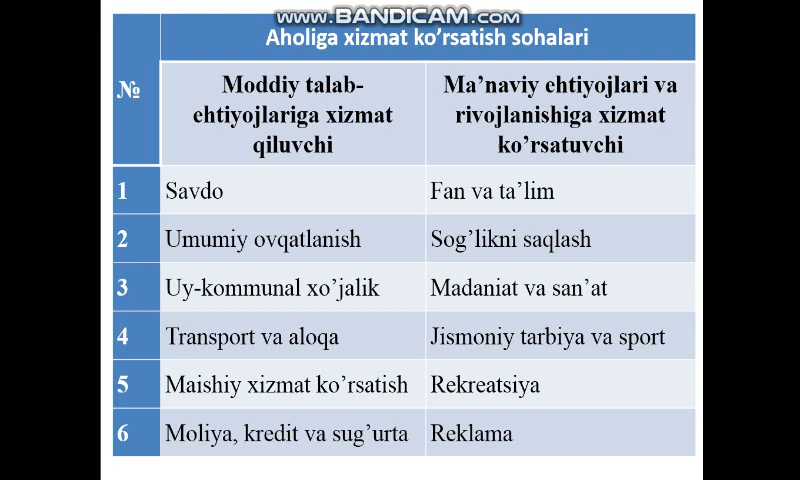 www.BANDICAM.com
Aholiga xizmat ko’rsatish sohalari
№
Moddiy talab-
ehtiyojlariga xizmat
qiluvchi
Ma’naviy ehtiyojlari va
rivojlanishiga xizmat
ko’rsatuvchi
1 Savdo Fan va ta’lim
2 Umumiy ovqatlanish Sog’likni saqlash
3 Uy-kommunal xo’jalik Madaniat va san’at
4 Transport va aloqa Jismoniy tarbiya va sport
5 Maishiy xizmat ko’rsatish Rekreatsiya
6 Moliya, kredit va sug’urta Reklama